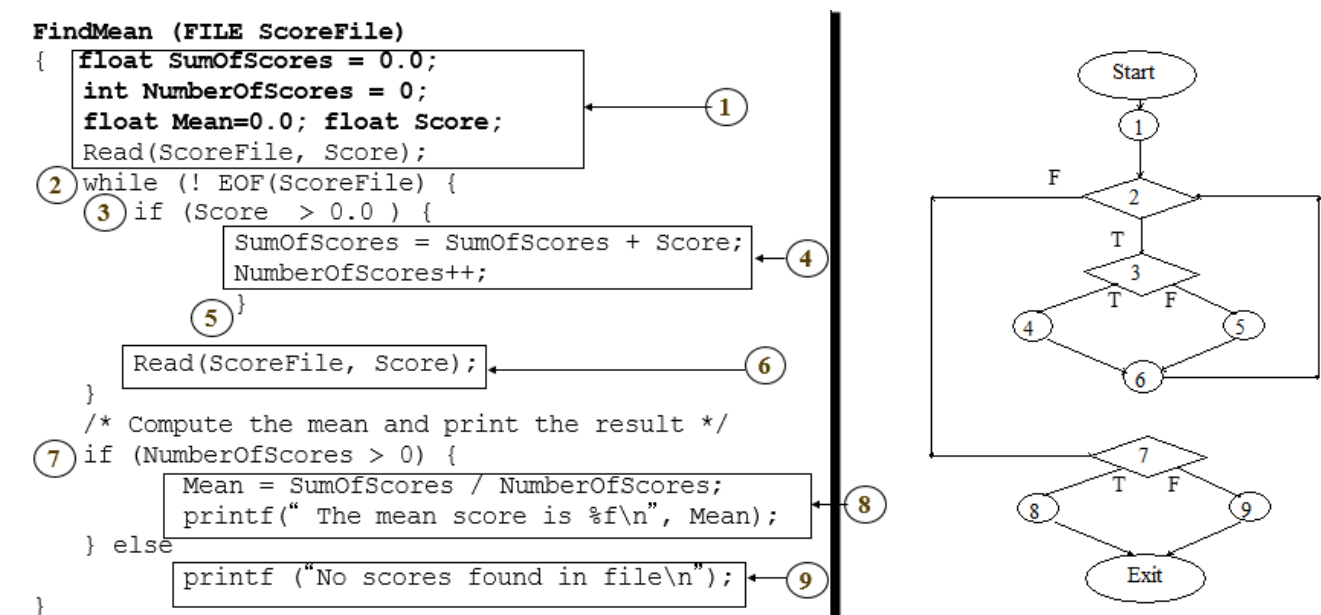 FindMean (FILE ScoreFile)
{ float SumOfScores = 0.0;
int NumberOfScores = 0;
1
float Mean=0.0; float Score;
Read(ScoreFile, Score);
2 while (! EOF(ScoreFile) {
3 if (Score > 0.0 ) {
SumOfScores = SumOfScores + Score;
4
NumberOfScores++;
5 }
Read(ScoreFile, Score);
6
}
/* Compute the mean and print the result */
7 if (NumberOfScores > 0) {
Mean = SumOfScores / NumberOfScores;
printf(“ The mean score is %f\n”, Mean);
8
} else
printf (“No scores found in file\n”);
9
}
Start
1
F
2
T
3
T F
4 5
6
7
T F
8 9
Exit